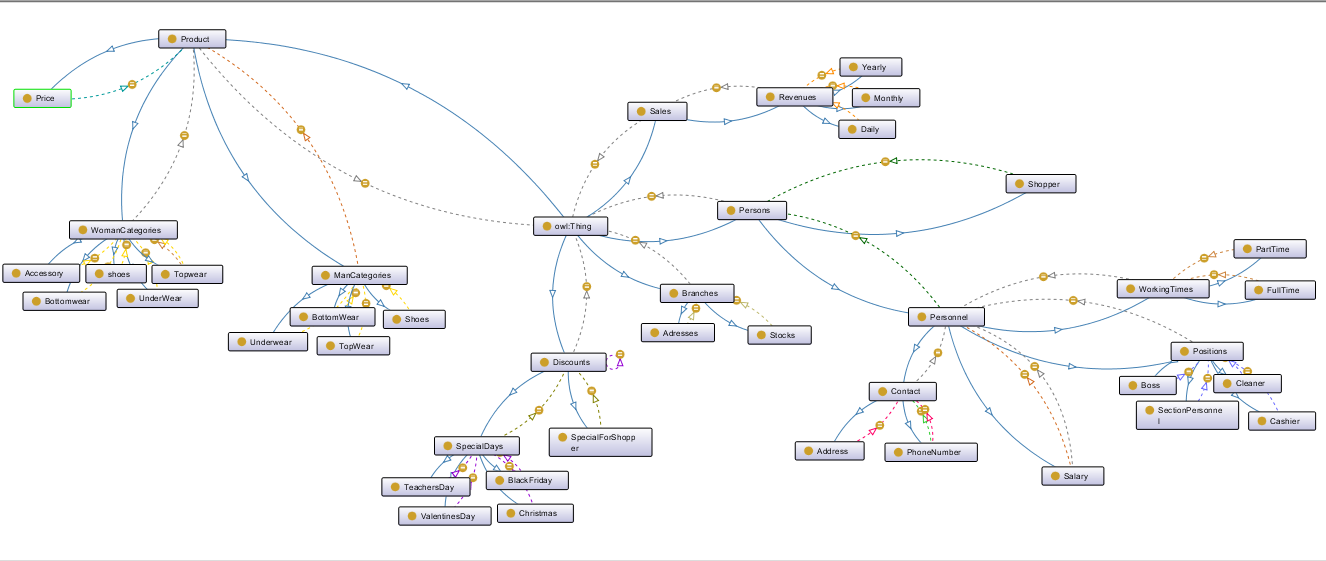 Product
Yearly
Price
Revenues
Monthly
Sales
Daily
Shopper
Persons
WomanCategories
owl:Thing
PartTime
Accessory
shoes
Topwear
ManCategories
WorkingTimes
FullTime
Bottomwear
UnderWear
Branches
BottomWear
Shoes
Personnel
Adresses
Stocks
Underwear
TopWear
Positions
Discounts
Boss
Cleaner
Contact
SectionPersonne
l
Cashier
SpecialDays
SpecialForShopp
er
Address
PhoneNumber
TeachersDay
BlackFriday
Salary
ValentinesDay
Christmas